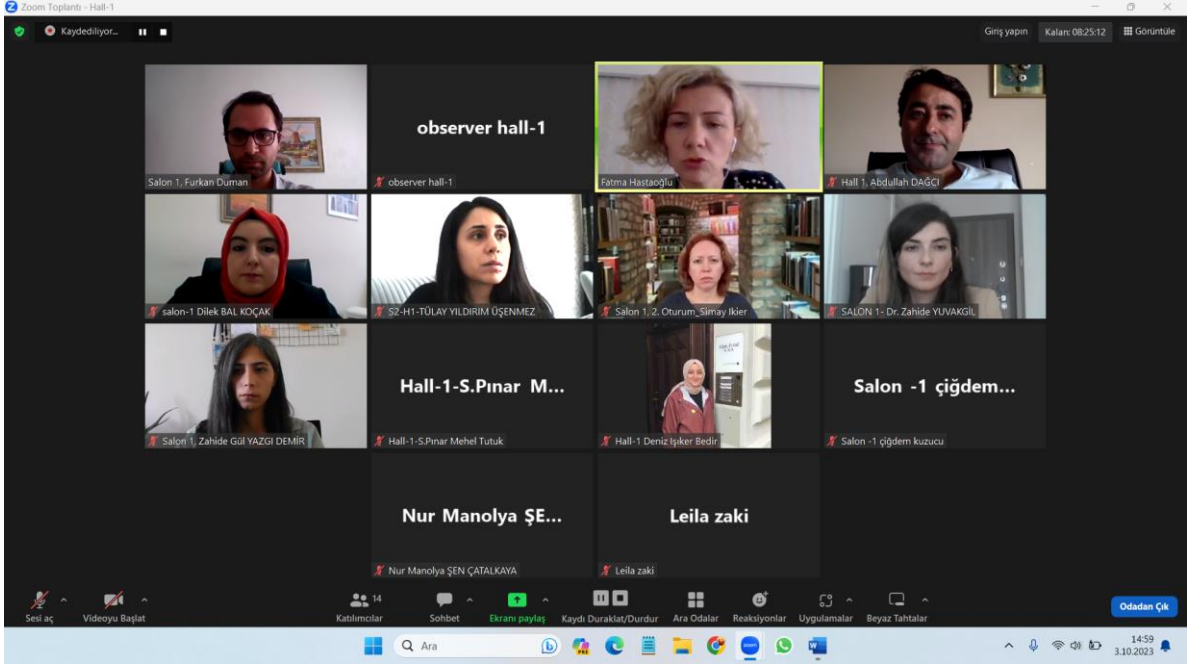 Zoom Toplantı - Hall-1
Kaydediliyor...
Giriş yapın
Kalan: 08:25:12
Görüntüle
Salon 1, Furkan Duman
observer hall-1
observer hall-1
Fatma Hastaoğlu
Hall 1. Abdullah DAĞCI
salon-1 Dilek BAL KOÇAK
S2-H1-TÜLAY YILDIRIM ÜŞENMEZ
Salon 1, 2. Oturum_Simay Ikier
SALON 1- Dr. Zahide YUVAKGİL
Salon 1, Zahide Gül YAZGI DEMİR
Hall-1-S.Pınar M...
Hall-1-S.Pınar Mehel Tutuk
Hall-1 Deniz Işıker Bedir
Salon -1 çiğdem...
Salon -1 çiğdem kuzucu
Nur Manolya ŞE...
Nur Manolya ŞEN ÇATALKAYA
Leila zaki
Leila zaki
Sesi aç
Videoyu Başlat
14
Katılımcılar
Sohbet
Ekranı paylaş
Kaydı Duraklat/Durdur
Ara Odalar
Reaksiyonlar
Uygulamalar
Beyaz Tahtalar
Odadan Çık
Ara
14:59
3.10.2023